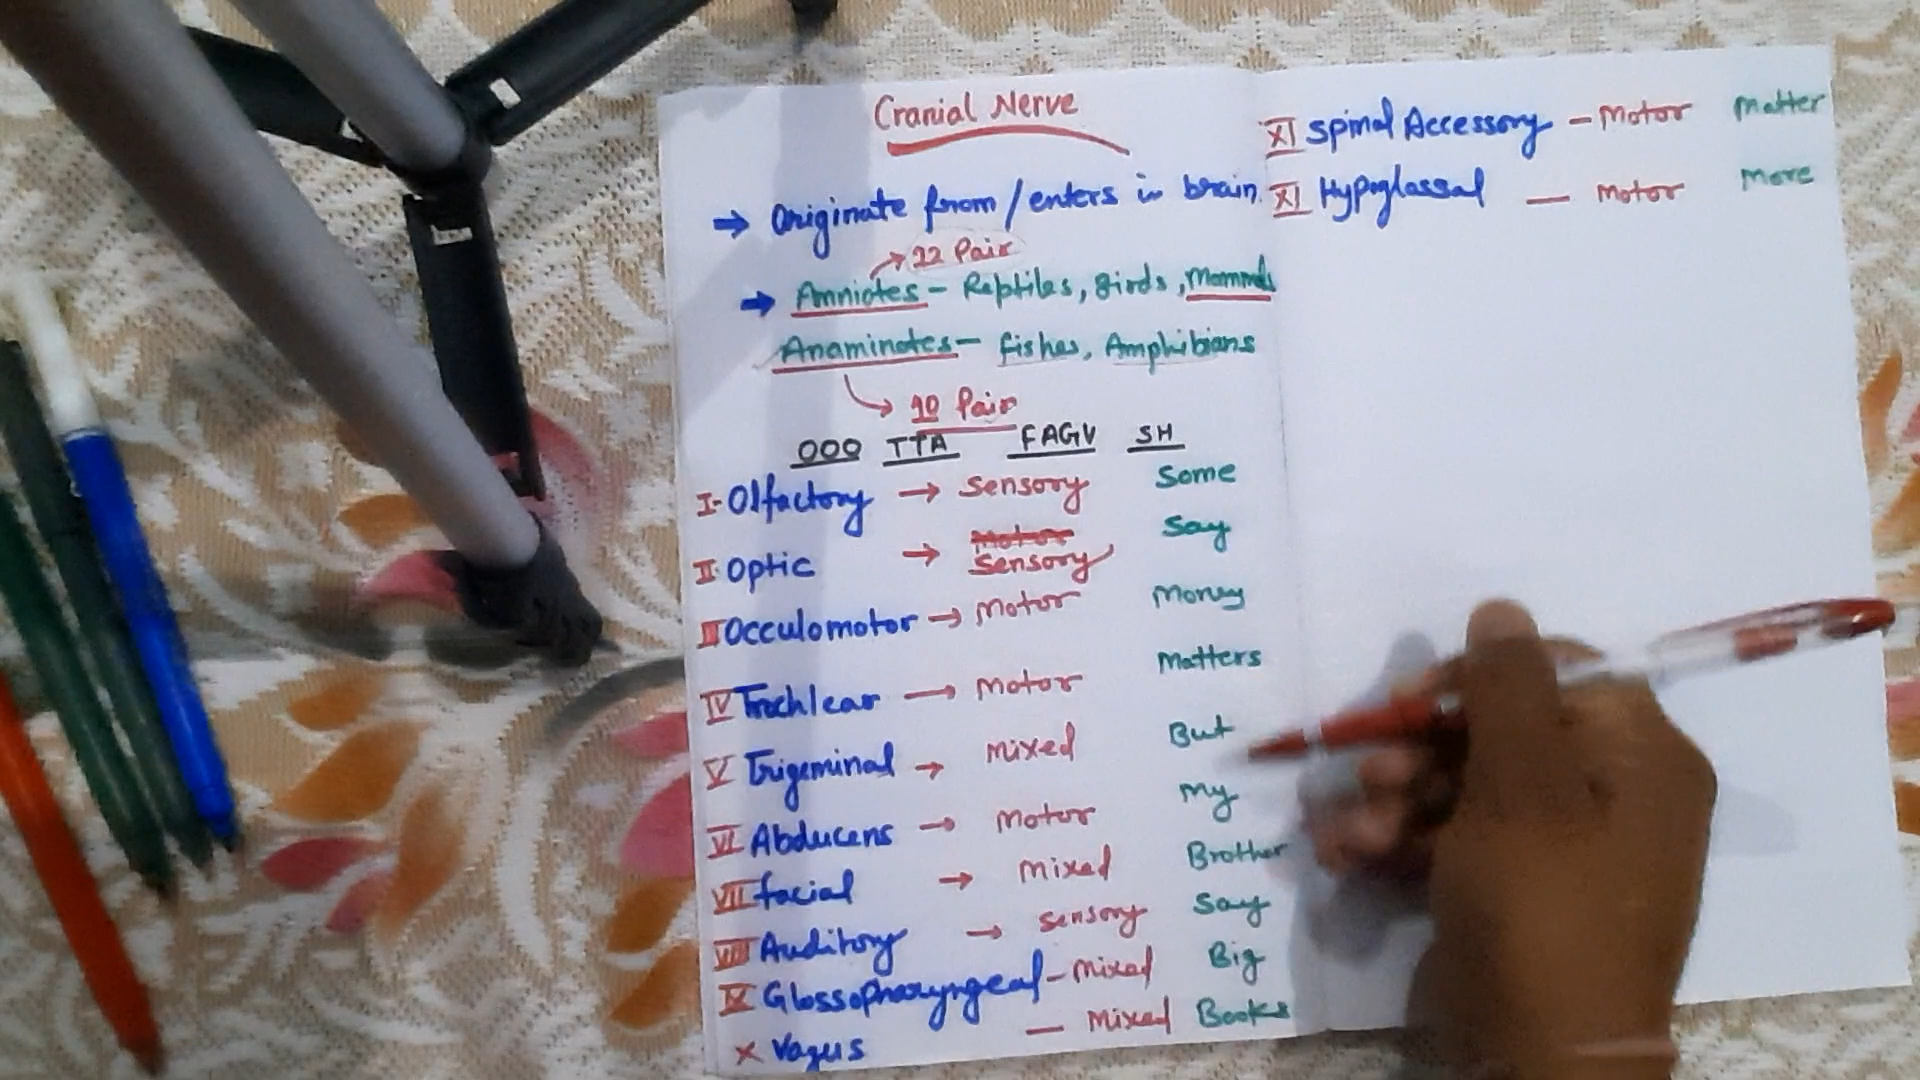 Cranial Nerve
⇒ Originate from/enters in brain.
12 Pair
⇒ Amniotes - Reptiles, Birds, Mammals
Anaminotes - fishes, Amphibians
10 Pair
OOO TTA FAGV SH
I- Olfactory → Sensory Some
II. Optic → Motor Sensory Say
III Occulomotor → Motor Money
IV Trochlear → Motor Matters
V Trigeminal → Mixed But
VI Abducens → Motor My
VII facial → Mixed Brother
VIII Auditory → Sensory Say
IX Glossopharyngeal - Mixed Big
X Vagus — Mixed Books
XI Spinal Accessory - Motor Matter
XI Hypoglassal — Motor More